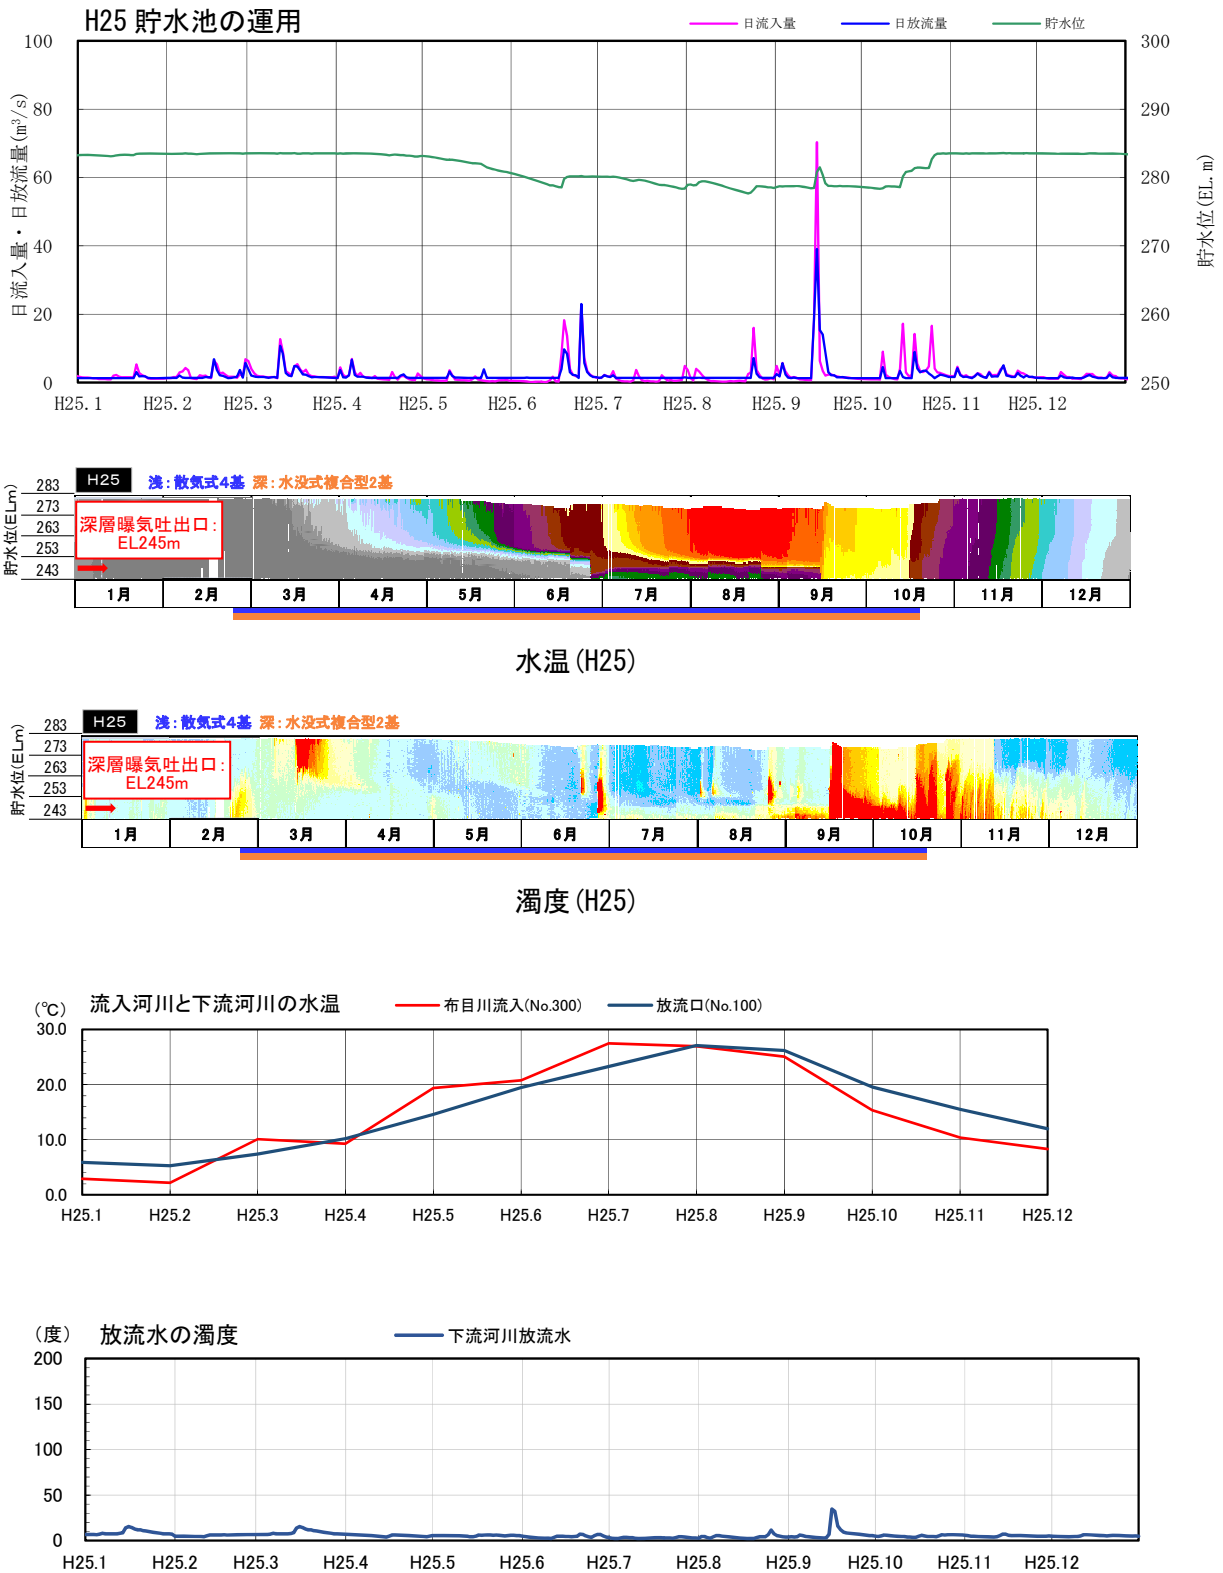 H25 貯水池の運用
日流入量
日放流量
貯水位
100
80
60
40
20
0
300
290
280
270
260
250
日流入量・日放流量(m³/s)
貯水位(EL.m)
H25.1 H25.2 H25.3 H25.4 H25.5 H25.6 H25.7 H25.8 H25.9 H25.10 H25.11 H25.12
H25 浅:散気式4基 深:水没式複合型2基
貯水位(ELm)
283
273
263
253
243
深層曝気吐出口:
EL245m
1月 2月 3月 4月 5月 6月 7月 8月 9月 10月 11月 12月
水温(H25)
H25 浅:散気式4基 深:水没式複合型2基
貯水位(ELm)
283
273
263
253
243
深層曝気吐出口:
EL245m
1月 2月 3月 4月 5月 6月 7月 8月 9月 10月 11月 12月
濁度(H25)
(℃) 流入河川と下流河川の水温
布目川流入(No.300)
放流口(No.100)
30.0
20.0
10.0
0.0
H25.1 H25.2 H25.3 H25.4 H25.5 H25.6 H25.7 H25.8 H25.9 H25.10 H25.11 H25.12
(度) 放流水の濁度
下流河川放流水
200
150
100
50
0
H25.1 H25.2 H25.3 H25.4 H25.5 H25.6 H25.7 H25.8 H25.9 H25.10 H25.11 H25.12